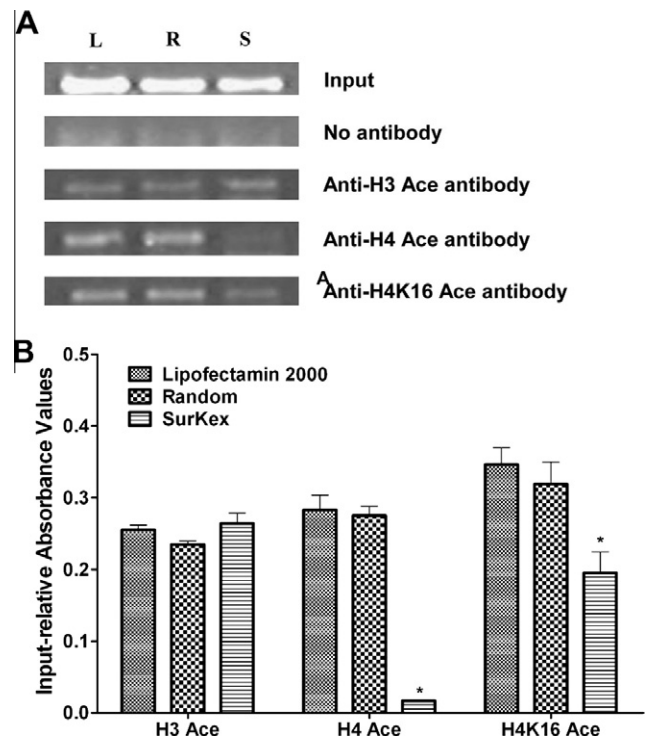 A
L R S
Input
No antibody
Anti-H3 Ace antibody
Anti-H4 Ace antibody
A
Anti-H4K16 Ace antibody
B
Input-relative Absorbance Values
0.5
0.4
0.3
0.2
0.1
0.0
Lipofectamin 2000
Random
SurKex
*
*
H3 Ace H4 Ace H4K16 Ace